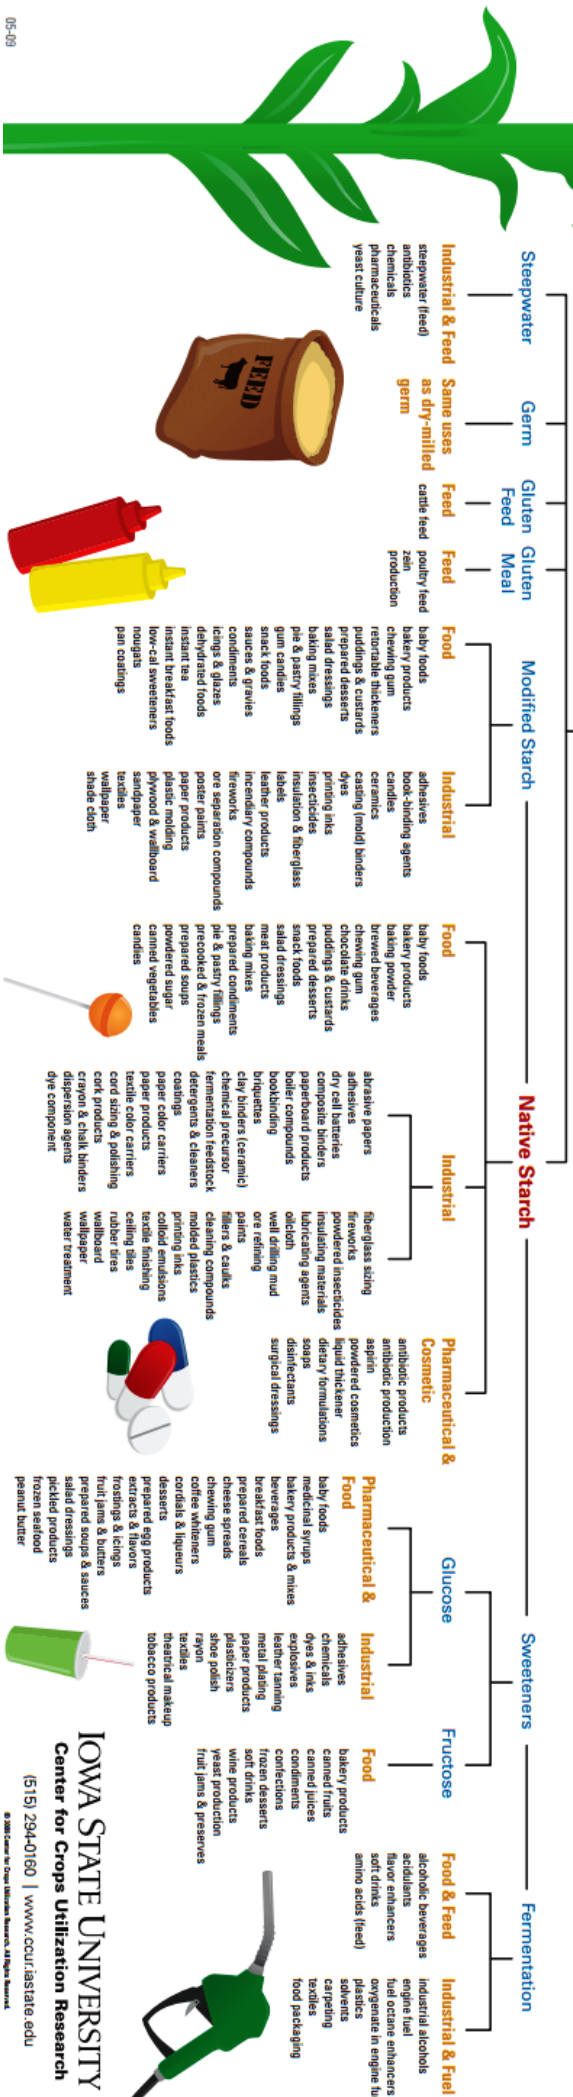 Steepwater
Industrial & Feed
steepwater (feed)
antibiotics
chemicals
pharmaceuticals
yeast culture
Germ
Same uses
as dry-milled
germ
Gluten
Feed
Feed
cattle feed
Gluten
Meal
Feed
poultry feed
zein
production
FEED
Modified Starch
Food
baby foods
bakery products
chewing gum
retortable thickeners
puddings & custards
prepared desserts
salad dressings
baking mixes
pie & pastry fillings
gum candies
snack foods
sauces & gravies
condiments
icings & glazes
dehydrated foods
instant tea
instant breakfast foods
low-cal sweeteners
nougats
pan coatings
Industrial
adhesives
book-binding agents
candles
ceramics
casting (mold) binders
dyes
printing inks
insecticides
insulation & fiberglass
labels
leather products
incendiary compounds
fireworks
ore separation compounds
poster paints
paper products
plastic molding
plywood & wallboard
sandpaper
textiles
wallpaper
shade cloth
Native Starch
Food
baby foods
bakery products
baking powder
brewed beverages
chewing gum
chocolate drinks
puddings & custards
prepared desserts
snack foods
salad dressings
meat products
baking mixes
prepared condiments
pie & pastry fillings
precooked & frozen meals
prepared soups
powdered sugar
canned vegetables
candies
Industrial
abrasive papers
adhesives
dry cell batteries
composite binders
paperboard products
boiler compounds
bookbinding
briquettes
clay binders (ceramic)
chemical precursor
fermentation feedstock
detergents & cleaners
coatings
paper color carriers
paper products
textile color carriers
cord sizing & polishing
cork products
crayon & chalk binders
dispersion agents
dye component
fiberglass sizing
fireworks
powdered insecticides
insulating materials
lubricating agents
oilcloth
well drilling mud
ore refining
paints
fillers & caulks
cleaning compounds
molded plastics
printing inks
colloid emulsions
textile finishing
ceiling tiles
rubber tires
wallboard
wallpaper
water treatment
Pharmaceutical &
Cosmetic
antibiotic products
antibiotic production
aspirin
powdered cosmetics
liquid thickener
dietary formulations
soaps
disinfectants
surgical dressings
Sweeteners
Glucose
Pharmaceutical &
Food
baby foods
medicinal syrups
bakery products & mixes
beverages
breakfast foods
prepared cereals
cheese spreads
chewing gum
coffee whiteners
cordials & liqueurs
desserts
prepared egg products
extracts & flavors
frostings & icings
fruit jams & butters
prepared soups & sauces
salad dressings
pickled products
frozen seafood
peanut butter
Industrial
adhesives
chemicals
dyes & inks
explosives
leather tanning
metal plating
paper products
plasticizers
shoe polish
rayon
textiles
theatrical makeup
tobacco products
Fructose
Food
bakery products
canned fruits
canned juices
condiments
confections
frozen desserts
soft drinks
wine products
yeast production
fruit jams & preserves
Fermentation
Food & Feed
alcoholic beverages
acidulants
flavor enhancers
soft drinks
amino acids (feed)
Industrial & Fuel
industrial alcohols
engine fuel
fuel octane enhancers
oxygenate in engine fu
plastics
solvents
carpeting
textiles
food packaging
05-09
IOWA STATE UNIVERSITY
Center for Crops Utilization Research
(515) 294-0160 | www.ccur.iastate.edu
Center for Crops Utilization Research. All Rights Reserved.